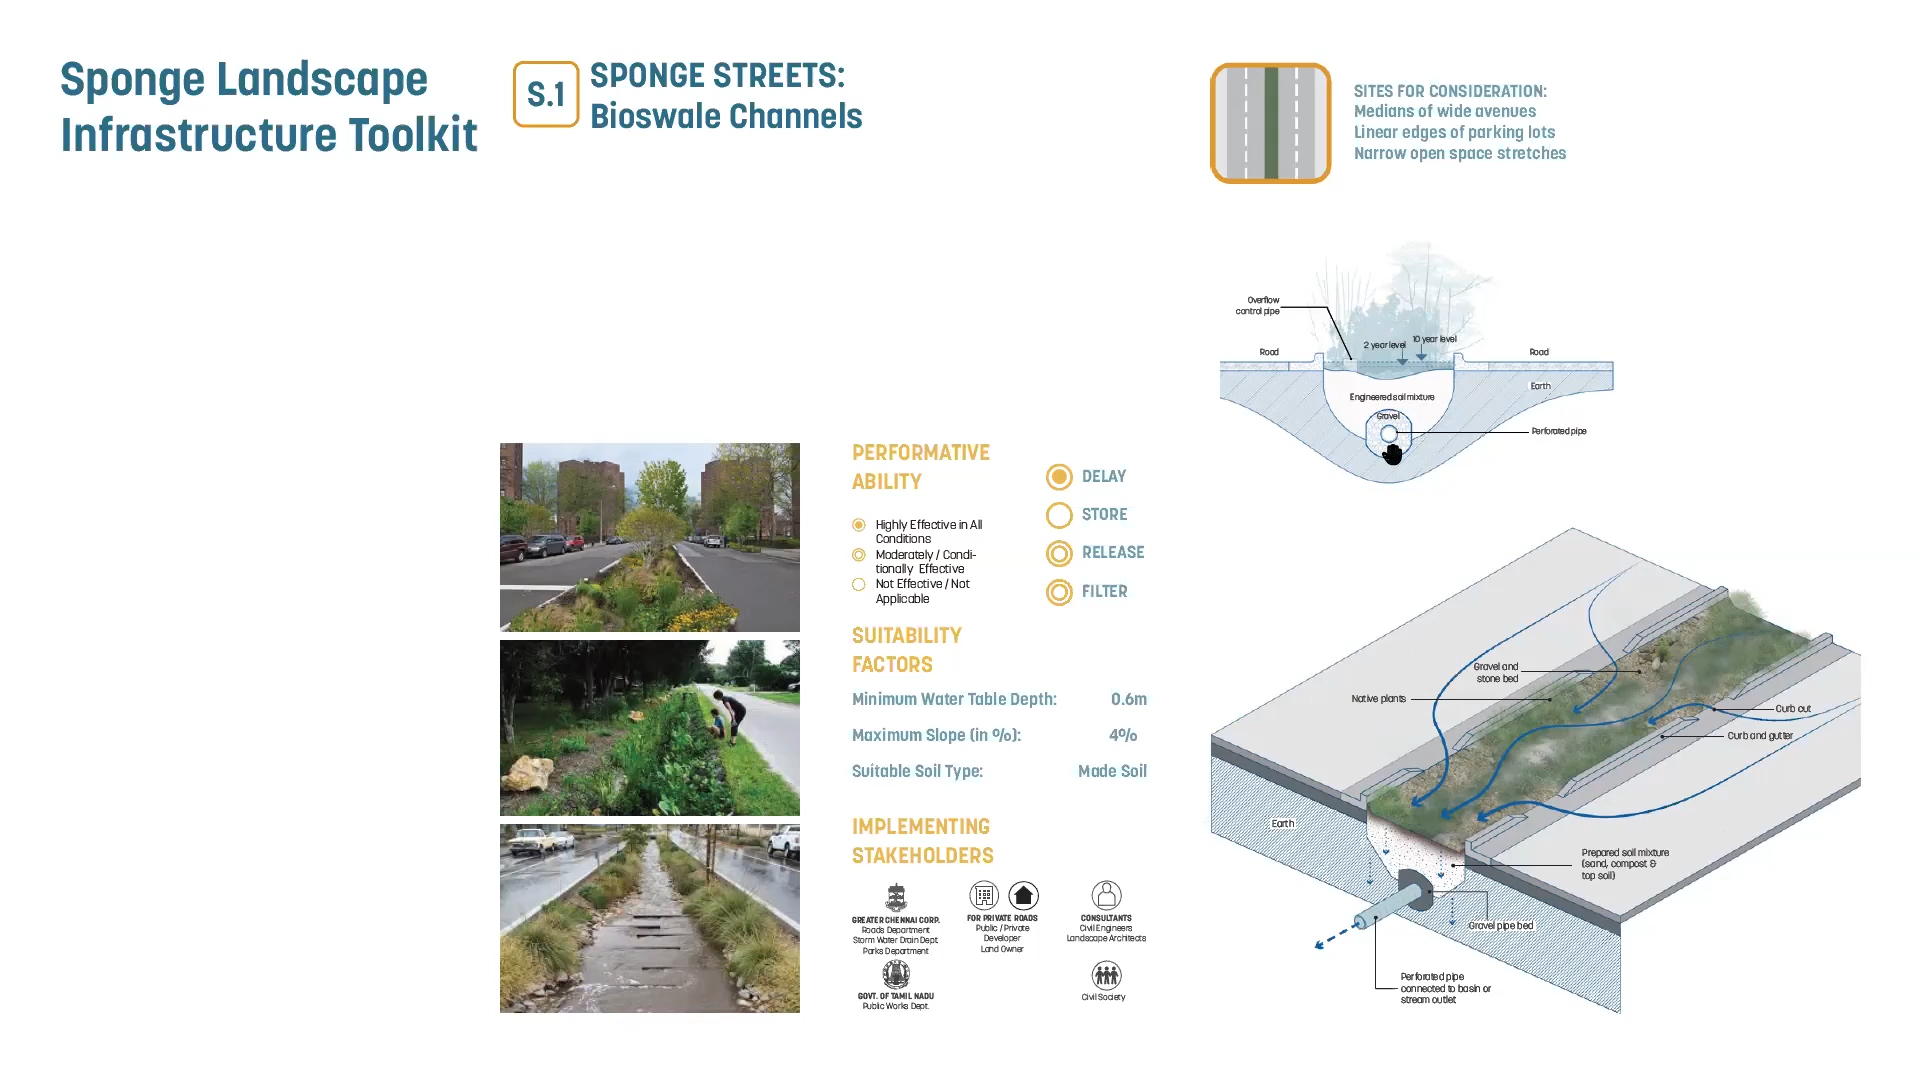 Sponge Landscape
Infrastructure Toolkit
S.1
SPONGE STREETS:
Bioswale Channels
SITES FOR CONSIDERATION:
Medians of wide avenues
Linear edges of parking lots
Narrow open space stretches
Overflow
control pipe
2 year level
10 year level
Road
Road
Earth
Engineered soil mixture
Gravel
Perforated pipe
PERFORMATIVE
ABILITY
Highly Effective in All
Conditions
Moderately / Condi-
tionally Effective
Not Effective / Not
Applicable
DELAY
STORE
RELEASE
FILTER
SUITABILITY
FACTORS
Minimum Water Table Depth: 0.6m
Maximum Slope (in %): 4%
Suitable Soil Type: Made Soil
IMPLEMENTING
STAKEHOLDERS
GREATER CHENNAI CORP.
Roads Department
Storm Water Drain Dept.
Parks Department
GOVT. OF TAMIL NADU
Public Works Dept.
FOR PRIVATE ROADS
Public / Private
Developer
Land Owner
CONSULTANTS
Civil Engineers
Landscape Architects
Civil Society
Gravel and
stone bed
Native plants
Curb cut
Curb and gutter
Earth
Prepared soil mixture
(sand, compost &
top soil)
Gravel pipe bed
Perforated pipe
connected to basin or
stream outlet